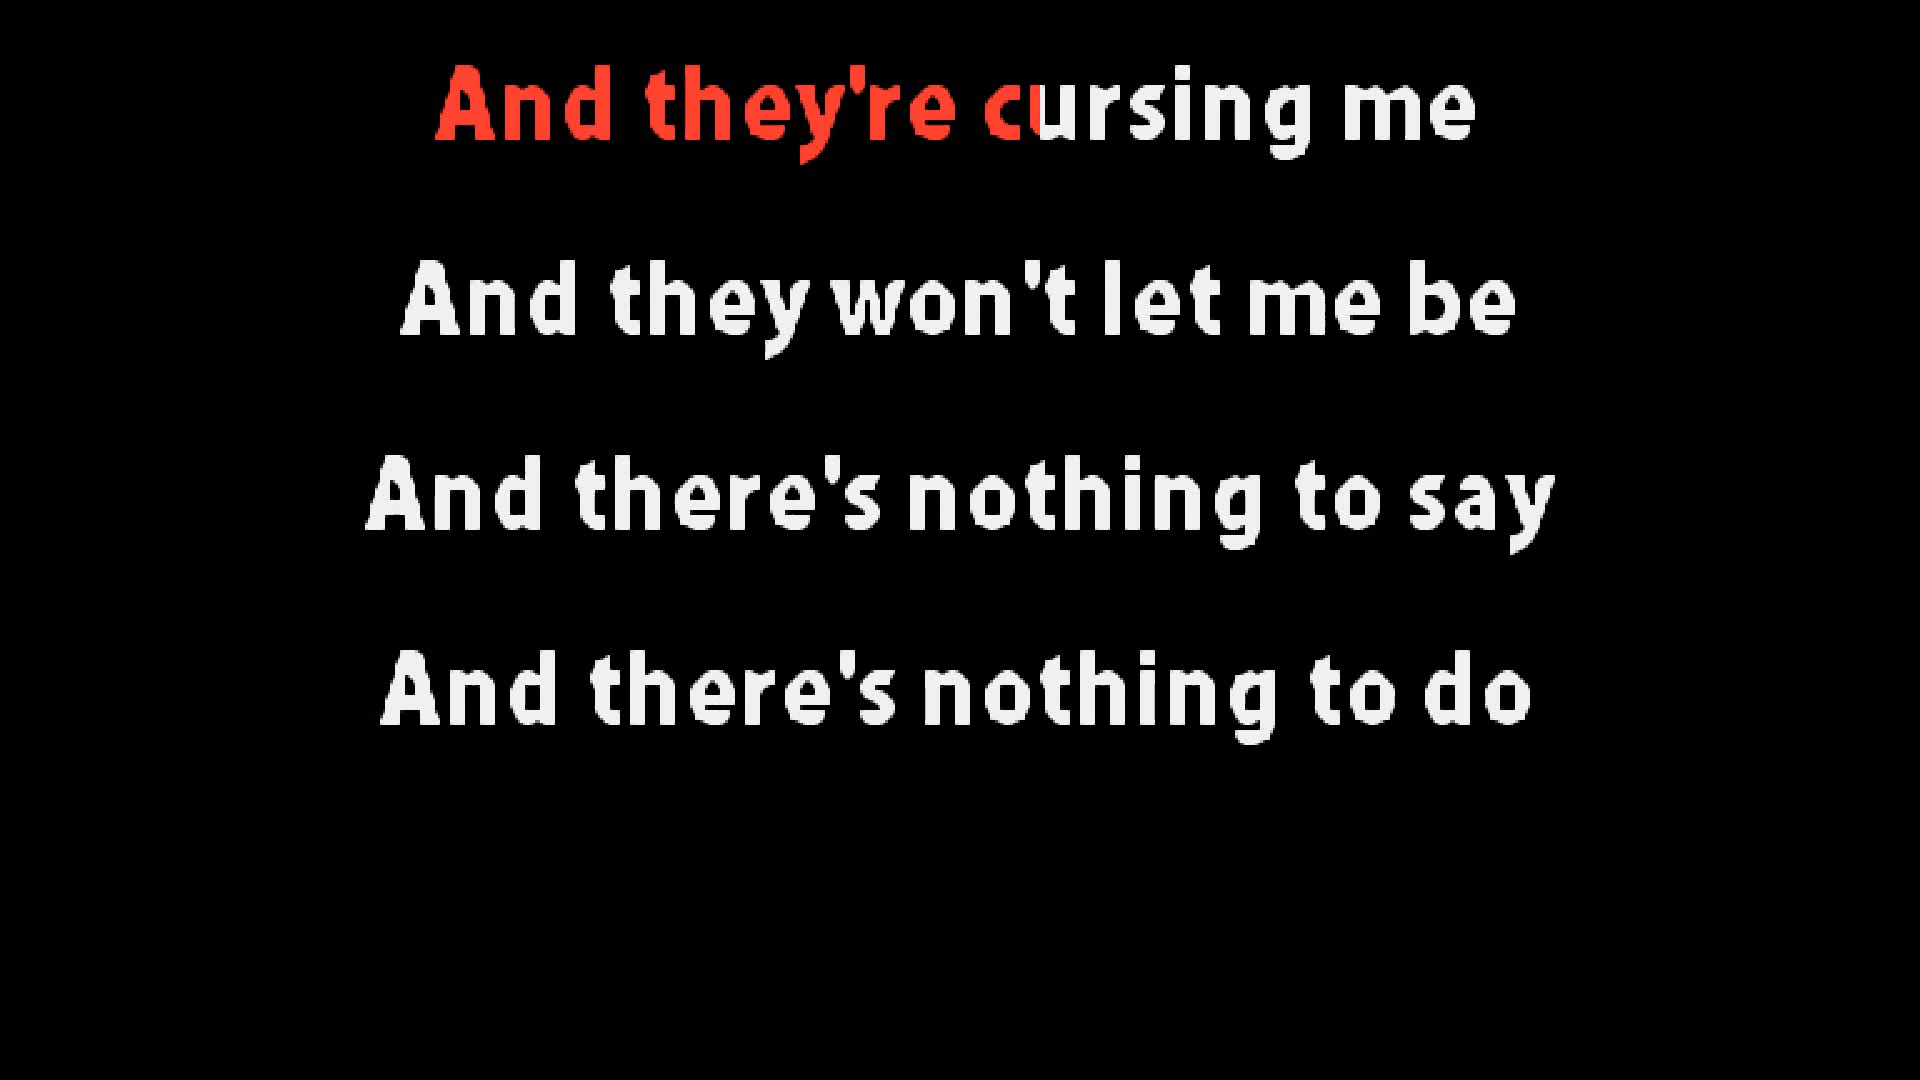 And they're cursing me
And they won't let me be
And there's nothing to say
And there's nothing to do